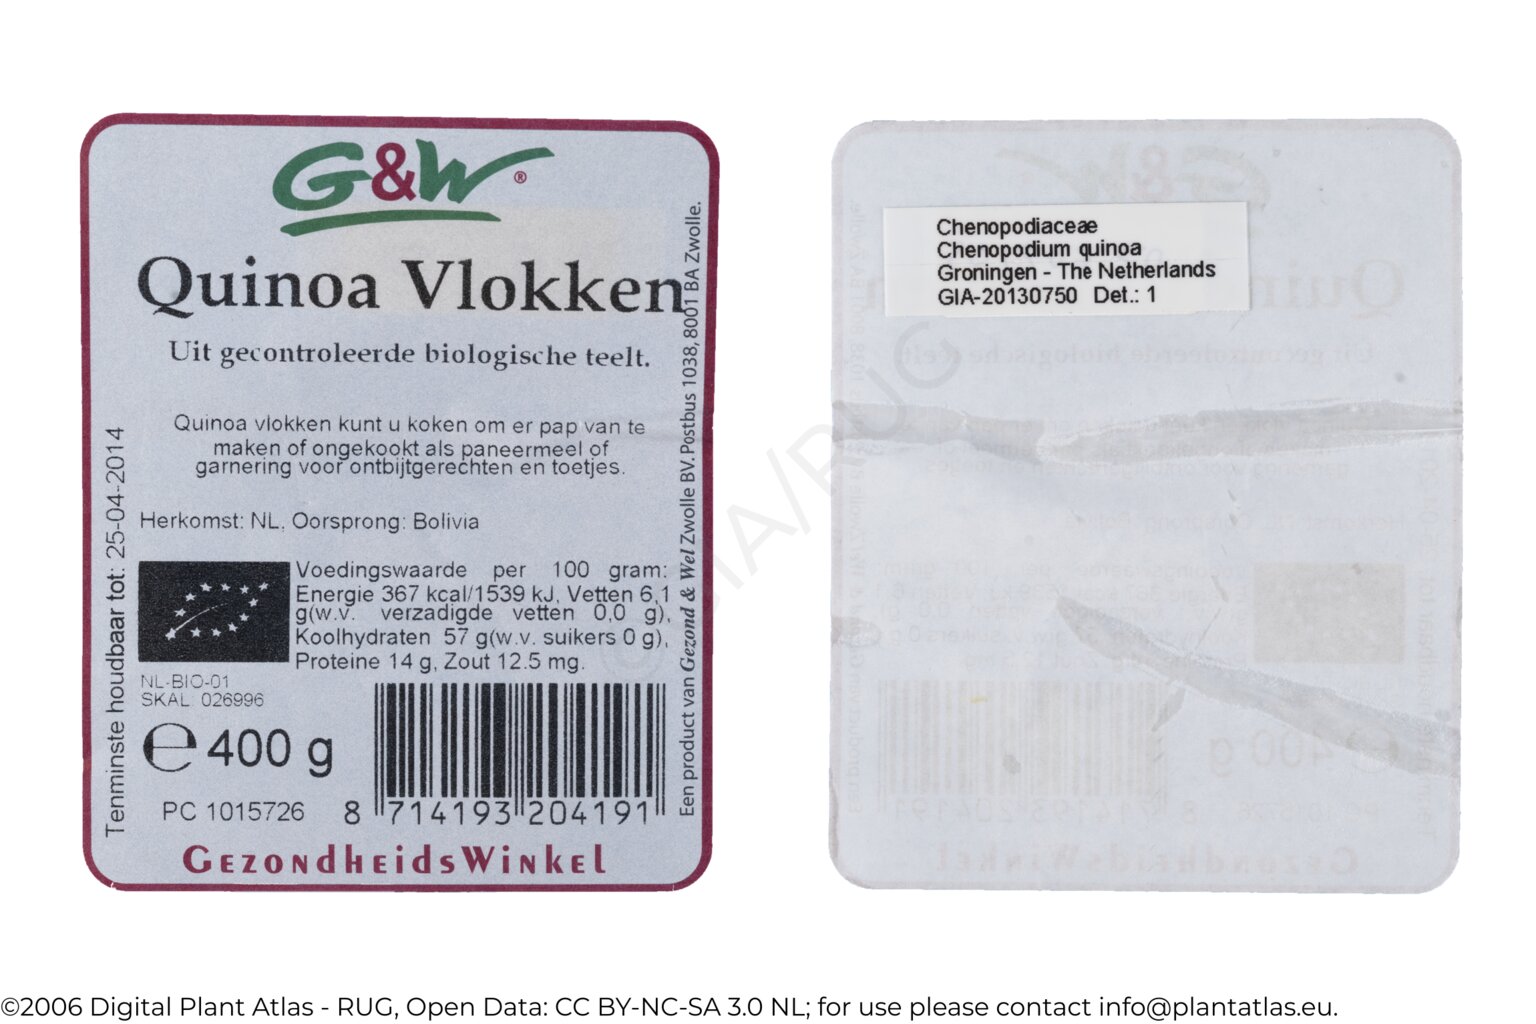 G&W®
Quinoa Vlokken
Uit gecontroleerde biologische teelt.
Quinoa vlokken kunt u koken om er pap van te
maken of ongekookt als paneermeel of
garnering voor ontbijtgerechten en toetjes.
Herkomst: NL, Oorsprong: Bolivia
Voedingswaarde per 100 gram:
Energie 367 kcal/1539 kJ, Vetten 6,1
g(w.v. verzadigde vetten 0,0 g),
Koolhydraten 57 g(w.v. suikers 0 g),
Proteine 14 g, Zout 12.5 mg.
NL-BIO-01
SKAL: 026996
℮ 400 g
PC 1015726
8 714193 204191
GezondheidsWinkel
Tenminste houdbaar tot: 25-04-2014
Een product van Gezond & Wel Zwolle BV. Postbus 1038, 8001 BA Zwolle.
Chenopodiaceae
Chenopodium quinoa
Groningen - The Netherlands
GIA-20130750 Det.: 1
GIA/RUG
©2006 Digital Plant Atlas - RUG, Open Data: CC BY-NC-SA 3.0 NL; for use please contact info@plantatlas.eu.